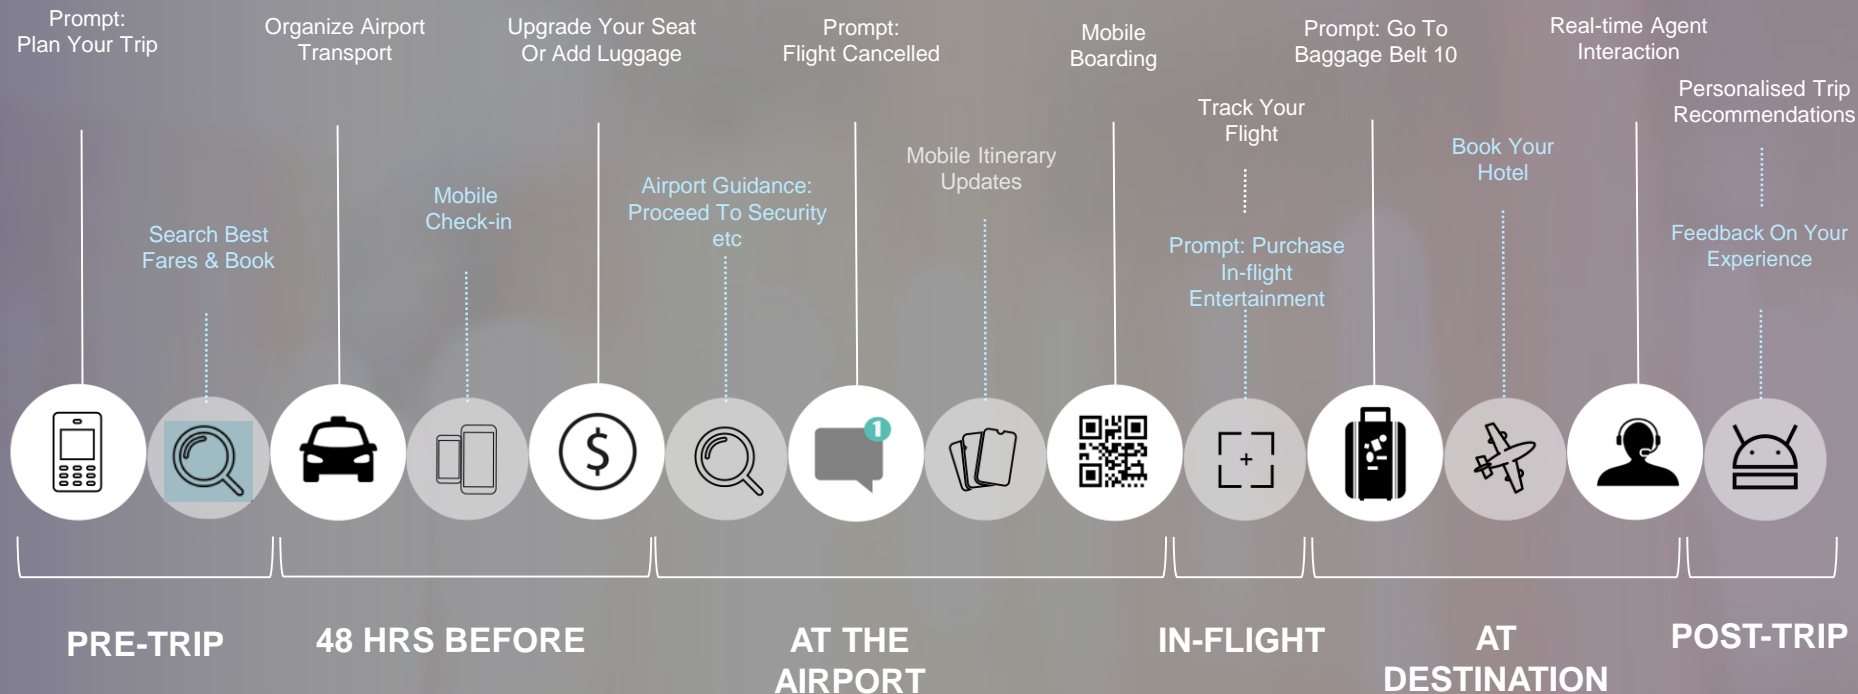 Prompt:
Plan Your Trip
Search Best
Fares & Book
Organize Airport
Transport
Mobile
Check-in
Upgrade Your Seat
Or Add Luggage
Airport Guidance:
Proceed To Security
etc
Prompt:
Flight Cancelled
1
Mobile Itinerary
Updates
Mobile
Boarding
Track Your
Flight
Prompt: Purchase
In-flight
Entertainment
Prompt: Go To
Baggage Belt 10
Book Your
Hotel
Real-time Agent
Interaction
Personalised Trip
Recommendations
Feedback On Your
Experience
$
PRE-TRIP
48 HRS BEFORE
AT THE
AIRPORT
IN-FLIGHT
AT
DESTINATION
POST-TRIP